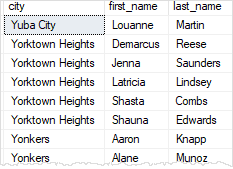 city first_name last_name
Yuba City Louanne Martin
Yorktown Heights Demarcus Reese
Yorktown Heights Jenna Saunders
Yorktown Heights Latricia Lindsey
Yorktown Heights Shasta Combs
Yorktown Heights Shauna Edwards
Yonkers Aaron Knapp
Yonkers Alane Munoz